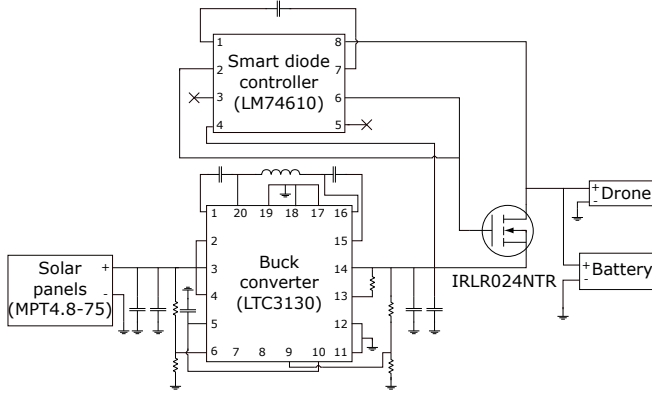 1
8
Smart diode
controller
(LM74610)
2
7
3
6
4
5
1
20
19
18
17
16
2
15
Buck
converter
(LTC3130)
3
14
4
13
5
12
6
7
8
9
10
11
Solar
panels
(MPT4.8-75)
+
-
IRLR024NTR
+
-
Drone
+
-
Battery